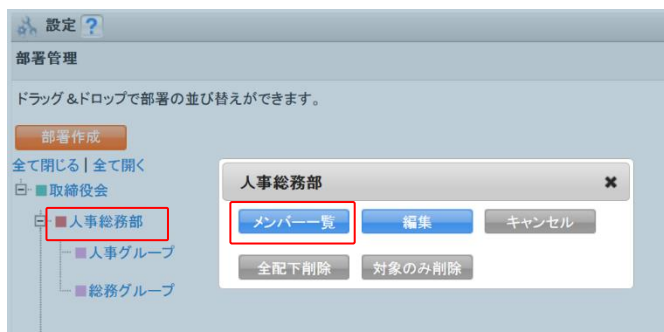 設定 ?
部署管理
ドラッグ&ドロップで部署の並び替えができます。
部署作成
全て閉じる | 全て開く
取締役会
人事総務部
人事グループ
総務グループ
人事総務部 ✖
メンバー一覧 編集 キャンセル
全配下削除 対象のみ削除